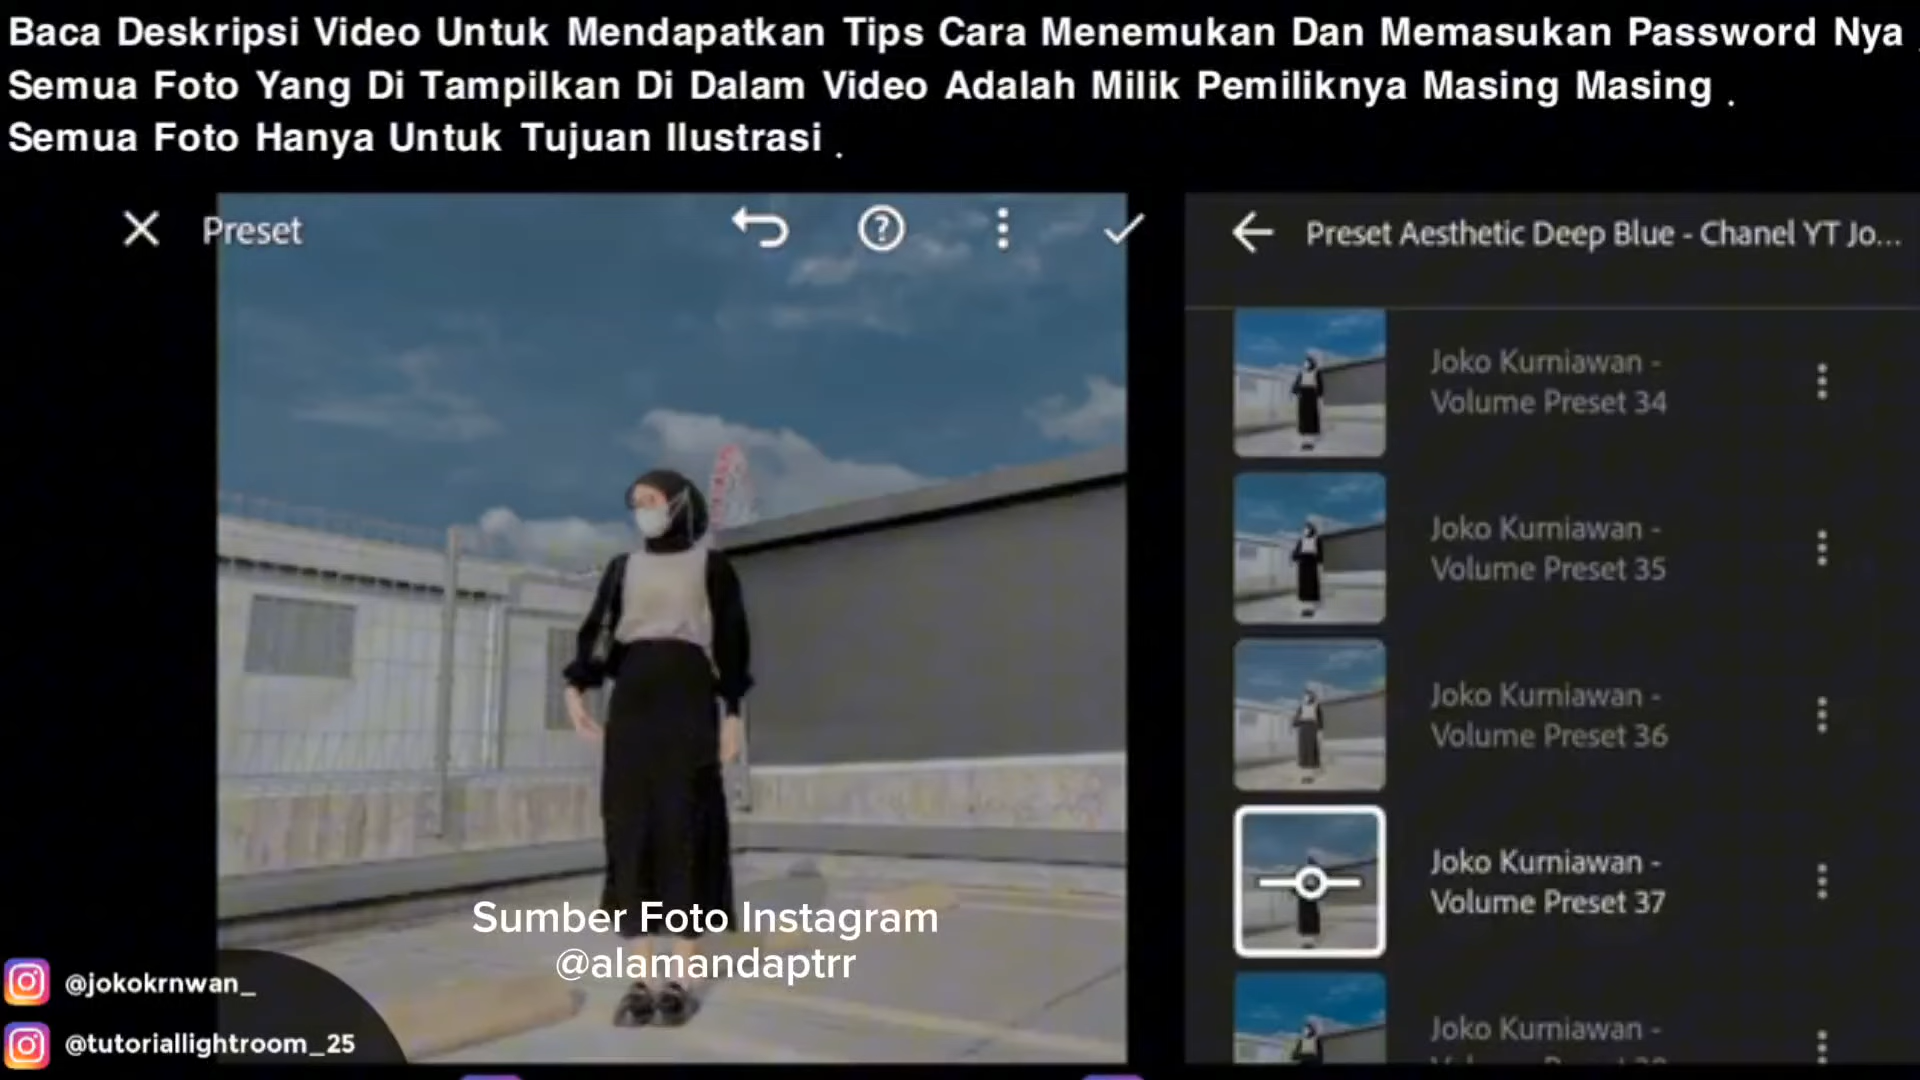 Baca Deskripsi Video Untuk Mendapatkan Tips Cara Menemukan Dan Memasukan Password Nya .
Semua Foto Yang Di Tampilkan Di Dalam Video Adalah Milik Pemiliknya Masing Masing .
Semua Foto Hanya Untuk Tujuan Ilustrasi .
Preset
Preset Aesthetic Deep Blue - Chanel YT Jo...
Joko Kurniawan -
Volume Preset 34
Joko Kurniawan -
Volume Preset 35
Joko Kurniawan -
Volume Preset 36
Joko Kurniawan -
Volume Preset 37
Joko Kurniawan -
Sumber Foto Instagram
@alamandaptrr
@jokokrnwan_
@tutoriallightroom_25